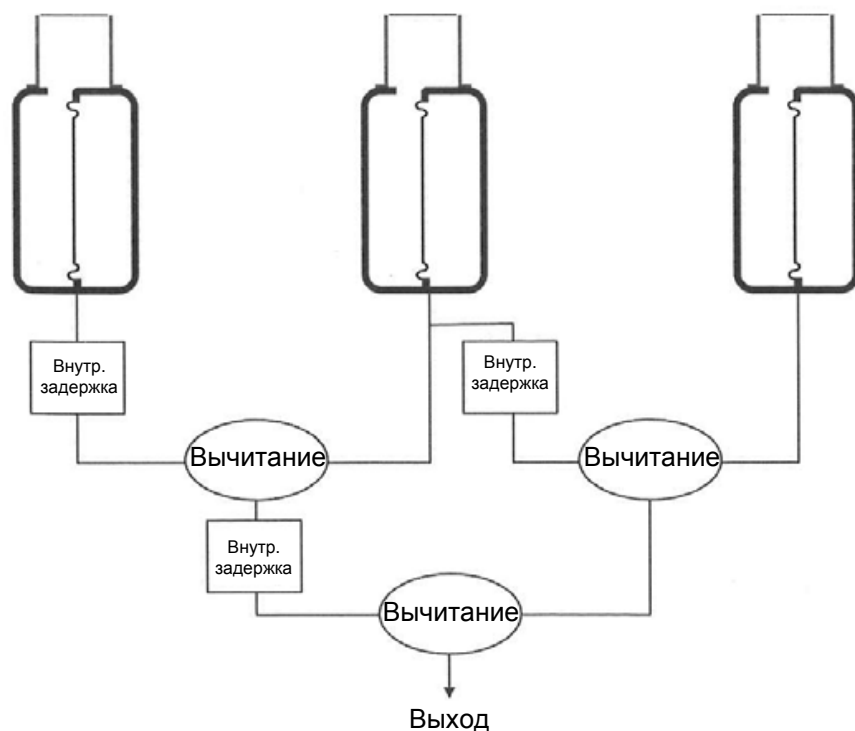 Внутр.
задержка
Внутр.
задержка
Вычитание
Вычитание
Внутр.
задержка
Вычитание
Выход